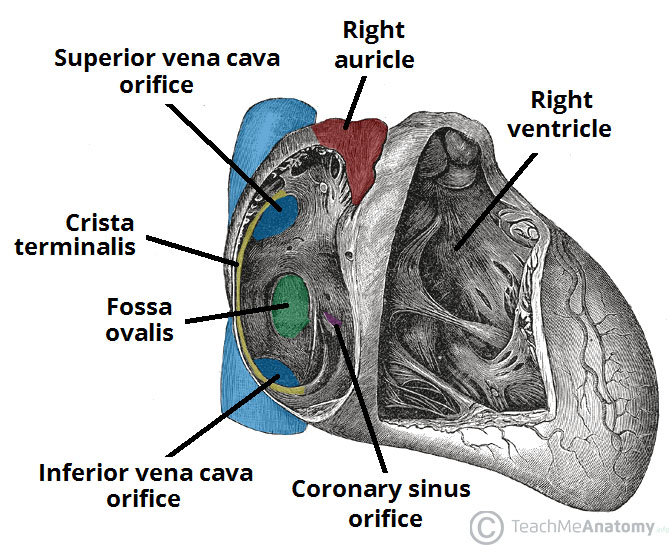 Right
auricle
Superior vena cava
orifice
Right
ventricle
Crista
terminalis
Fossa
ovalis
Inferior vena cava
orifice
Coronary sinus
orifice
© TeachMeAnatomy